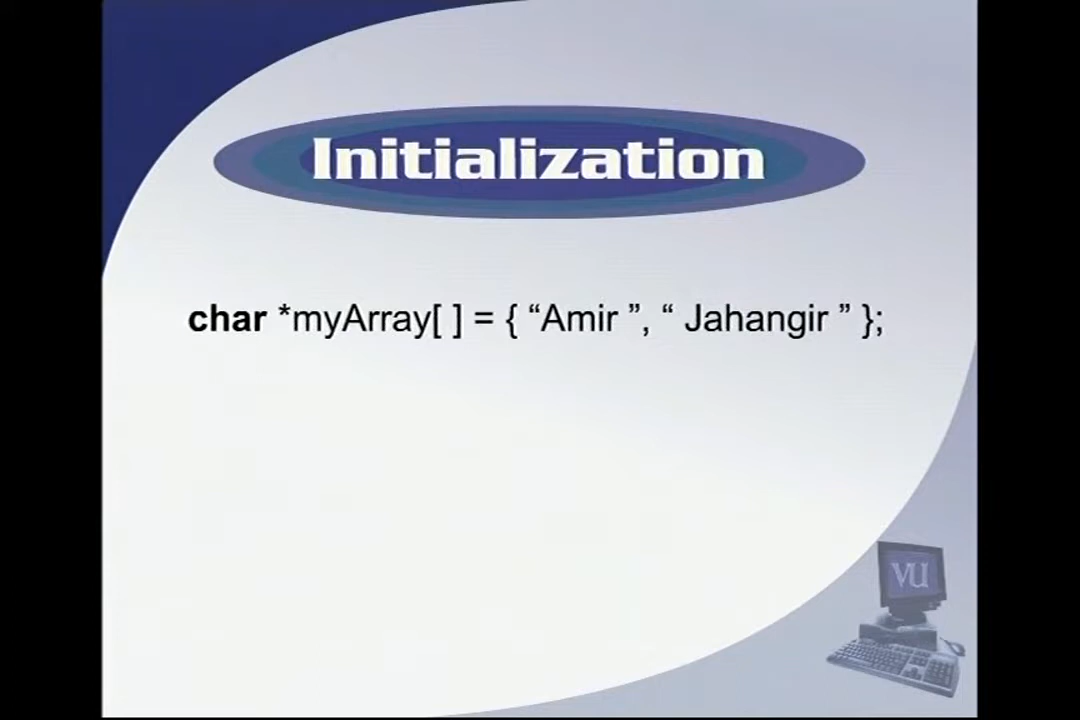 Initialization
char *myArray[ ] = { “Amir ”, “ Jahangir ” };
VU